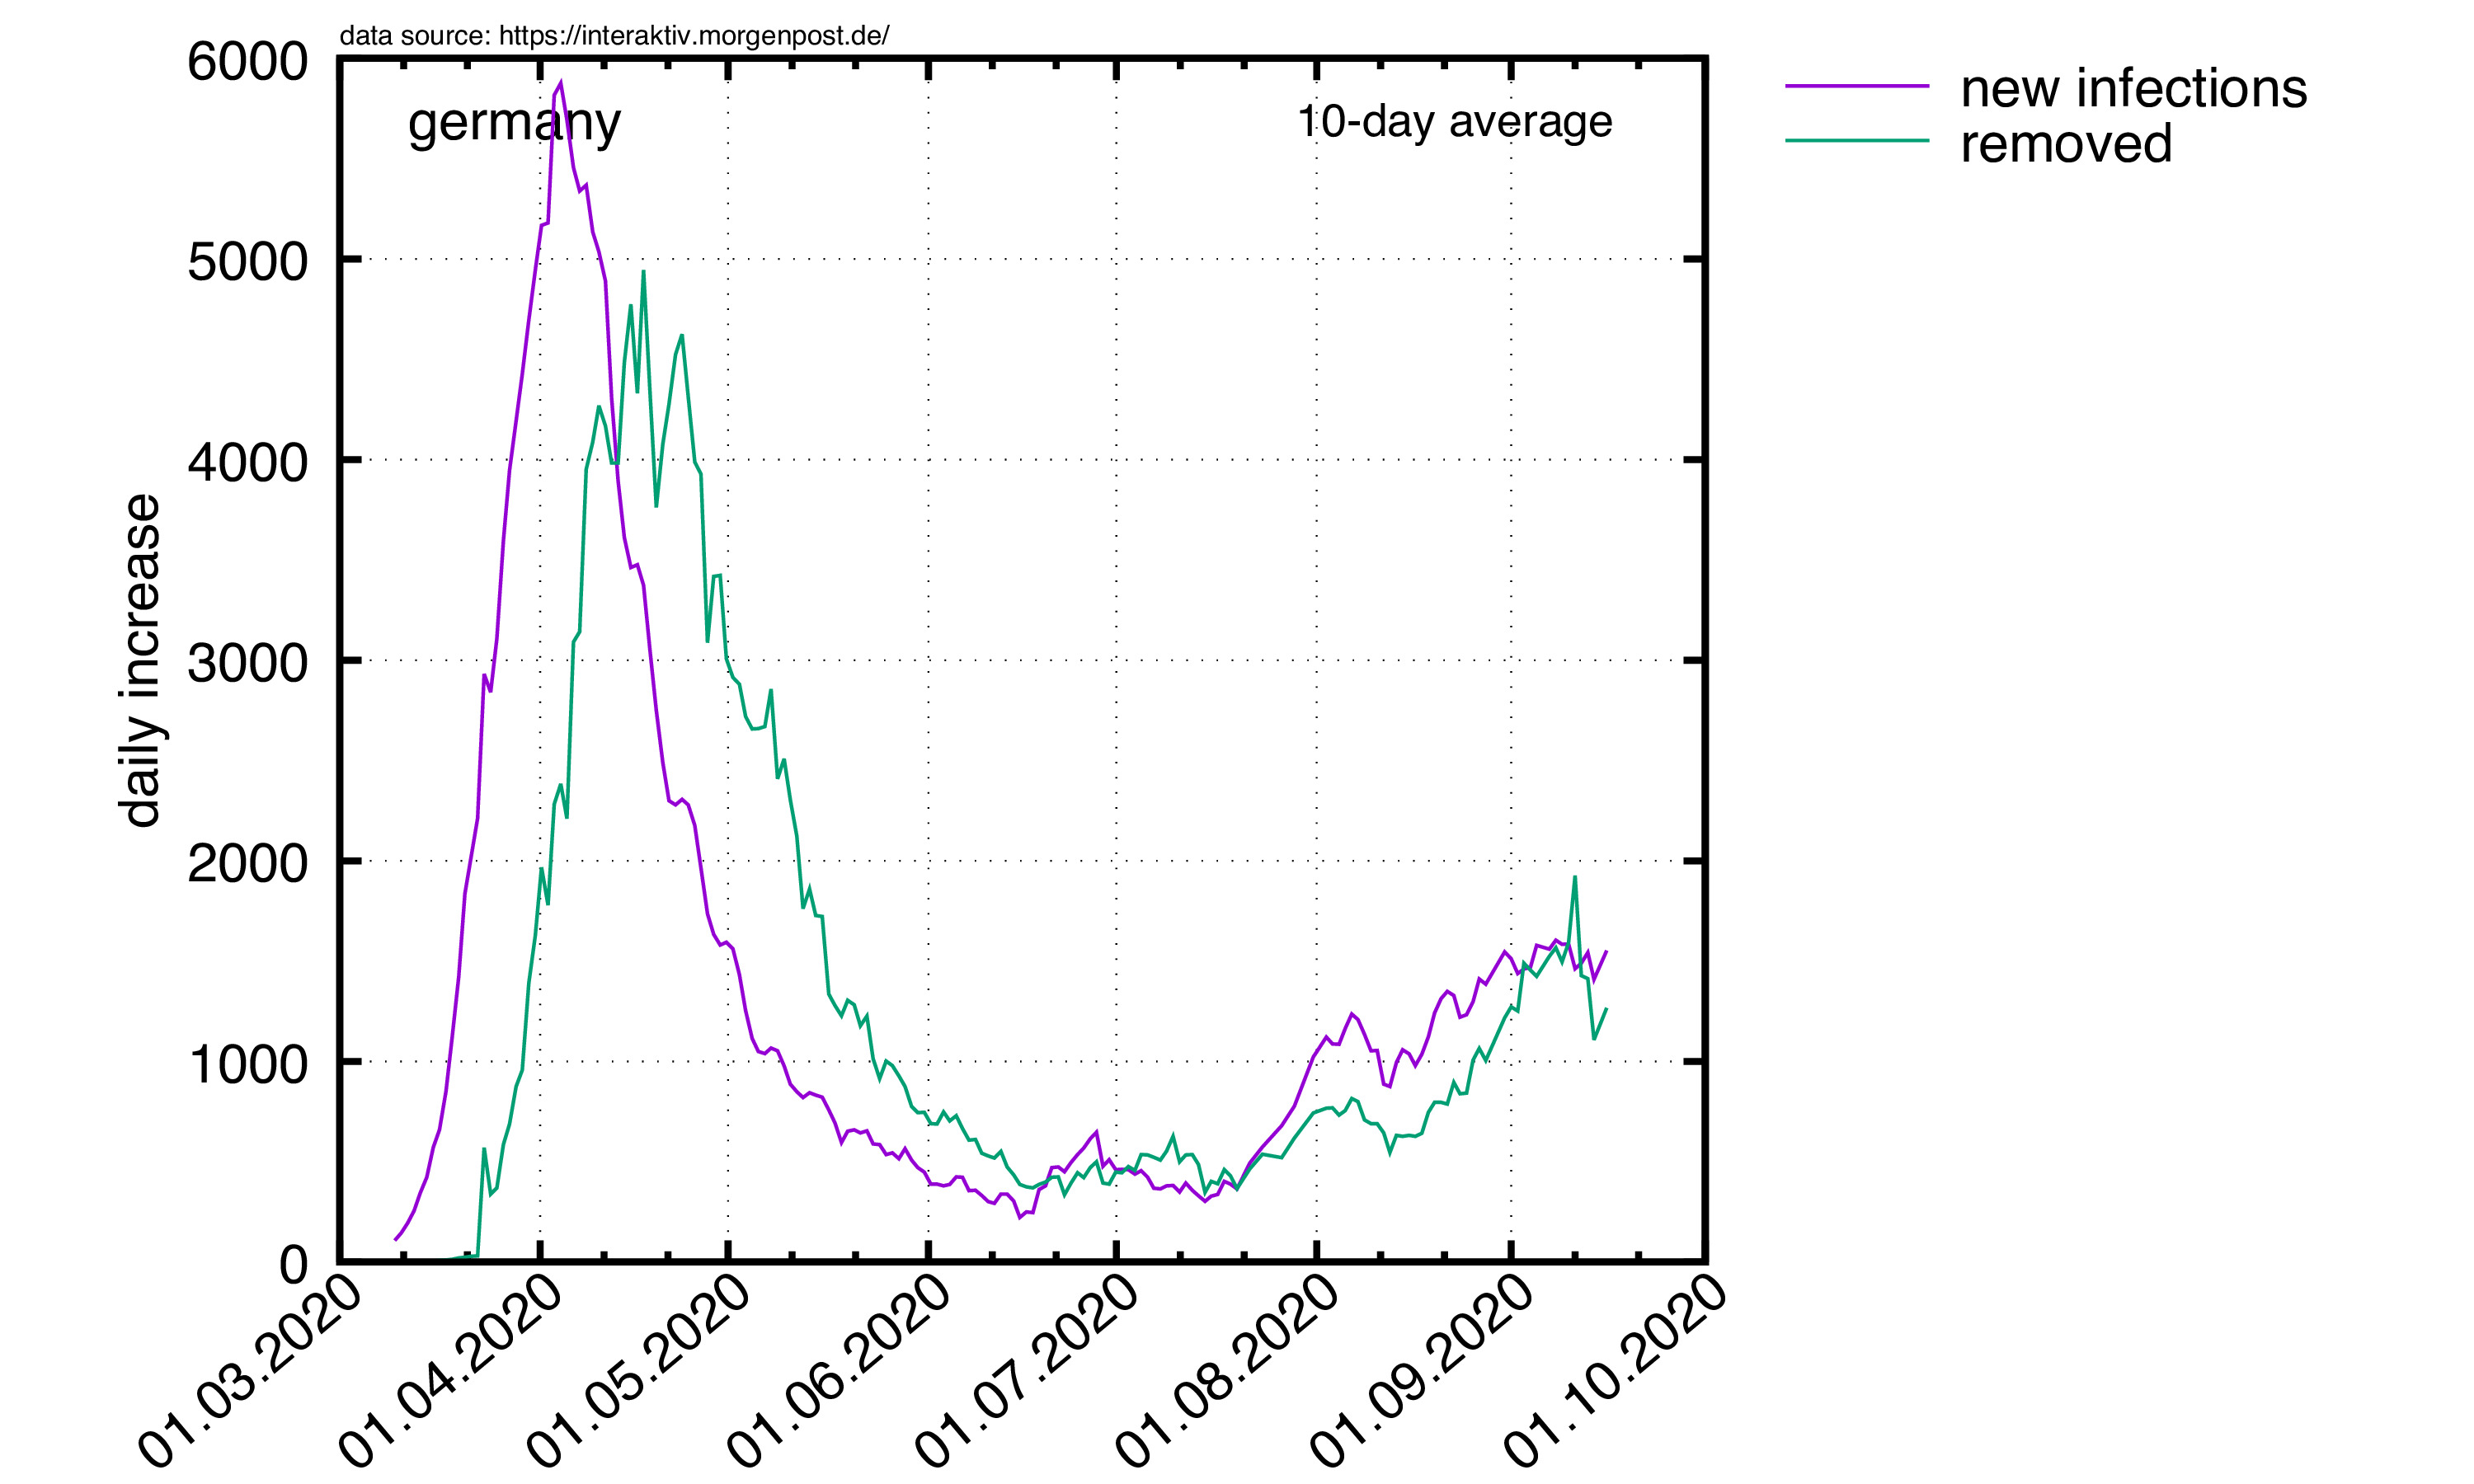 data source: https://interaktiv.morgenpost.de/
germany
10-day average
new infections
removed
daily increase
6000
5000
4000
3000
2000
1000
0
01.03.2020
01.04.2020
01.05.2020
01.06.2020
01.07.2020
01.08.2020
01.09.2020
01.10.2020